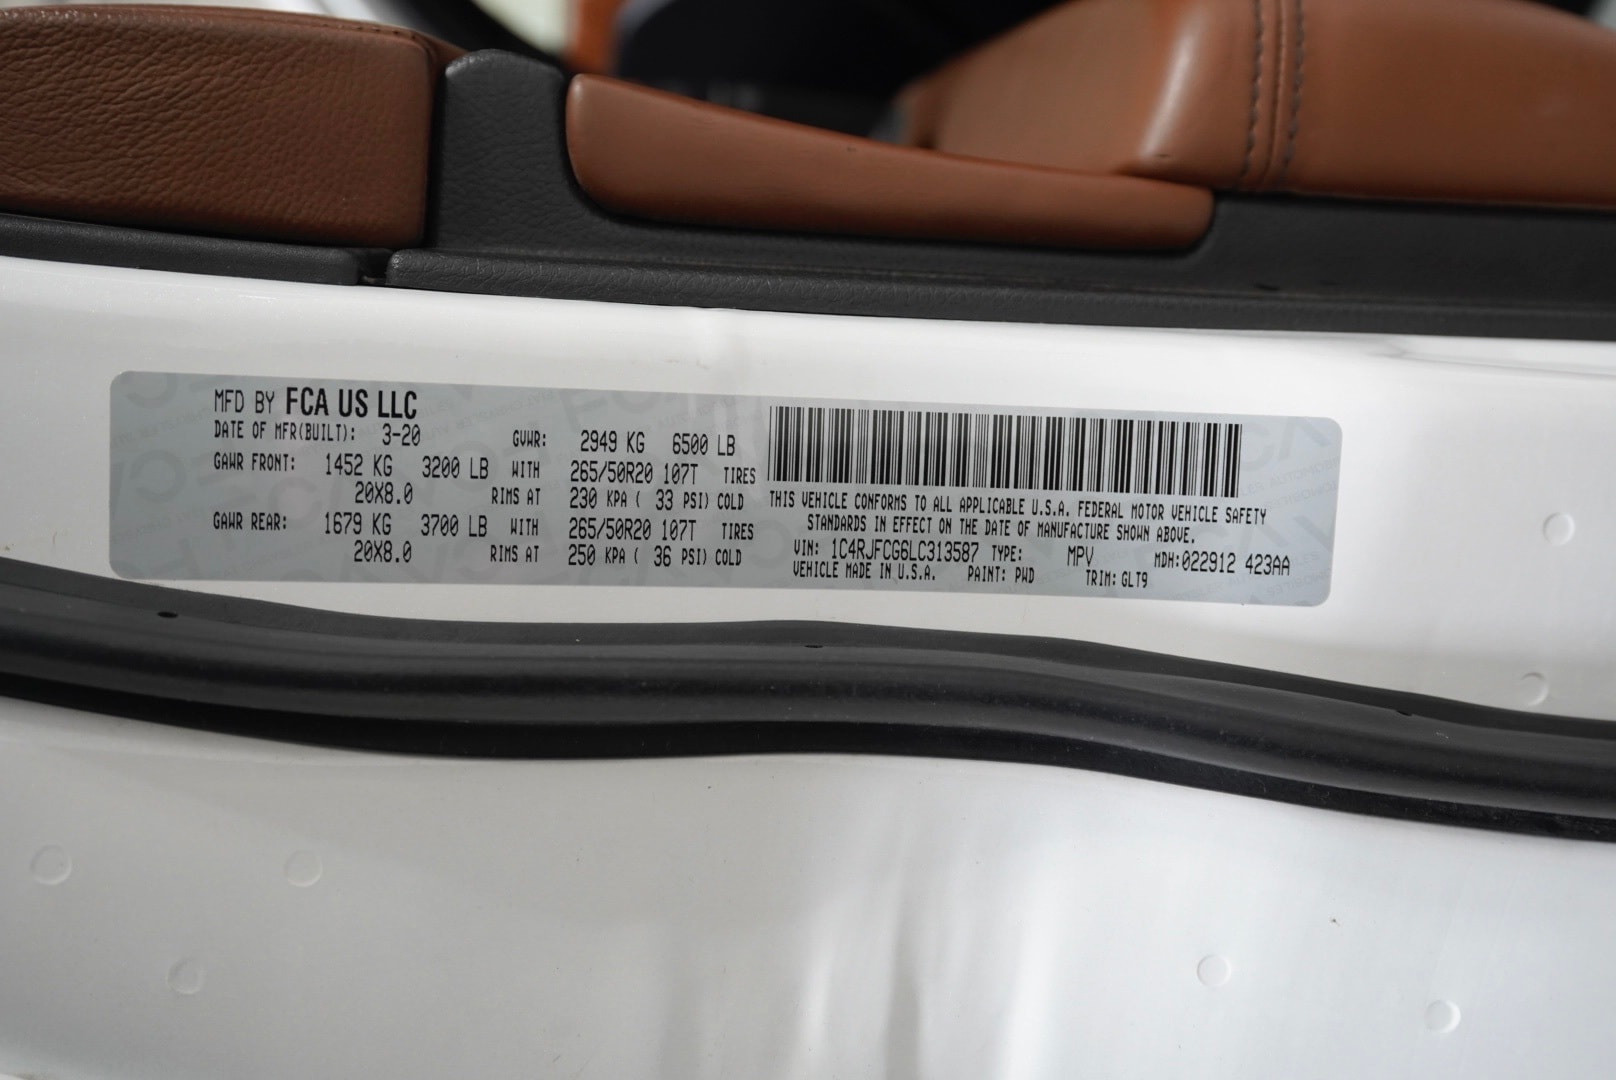 MFD BY FCA US LLC
DATE OF MFR(BUILT): 3-20 GVWR: 2949 KG 6500 LB
GAWR FRONT: 1452 KG 3200 LB WITH 265/50R20 107T TIRES
20X8.0 RIMS AT 230 KPA ( 33 PSI) COLD
GAWR REAR: 1679 KG 3700 LB WITH 265/50R20 107T TIRES
20X8.0 RIMS AT 250 KPA ( 36 PSI) COLD
THIS VEHICLE CONFORMS TO ALL APPLICABLE U.S.A. FEDERAL MOTOR VEHICLE SAFETY
STANDARDS IN EFFECT ON THE DATE OF MANUFACTURE SHOWN ABOVE.
VIN: 1C4RJFCG6LC313587 TYPE: MPV MDH:022912 423AA
VEHICLE MADE IN U.S.A. PAINT: PWD TRIM: GLT9